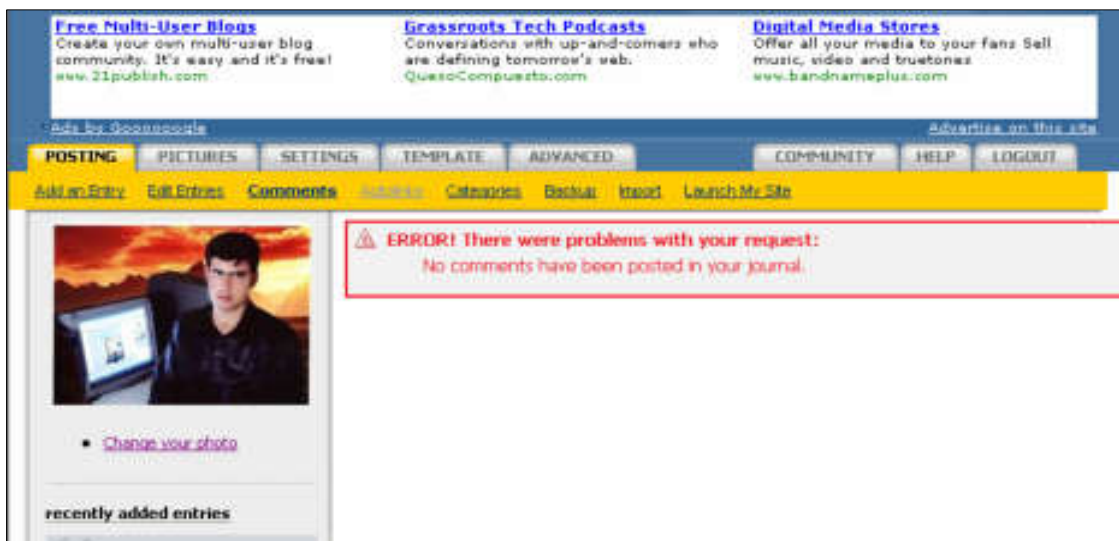 Free Multi-User Blogs
Create your own multi-user blog
community. It's easy and it's free!
www.21publish.com
Grassroots Tech Podcasts
Conversations with up-and-comers who
are defining tomorrow's web.
QuesoCompuesto.com
Digital Media Stores
Offer all your media to your fans Sell
music, video and truetones
www.bandnameplus.com
Ads by Goooooogle
Advertise on this site
POSTING PICTURES SETTINGS TEMPLATE ADVANCED COMMUNITY HELP LOGOUT
Add an Entry Edit Entries Comments Categories Backup Import Launch My Site
ERROR! There were problems with your request:
No comments have been posted in your journal.
Change your photo
recently added entries